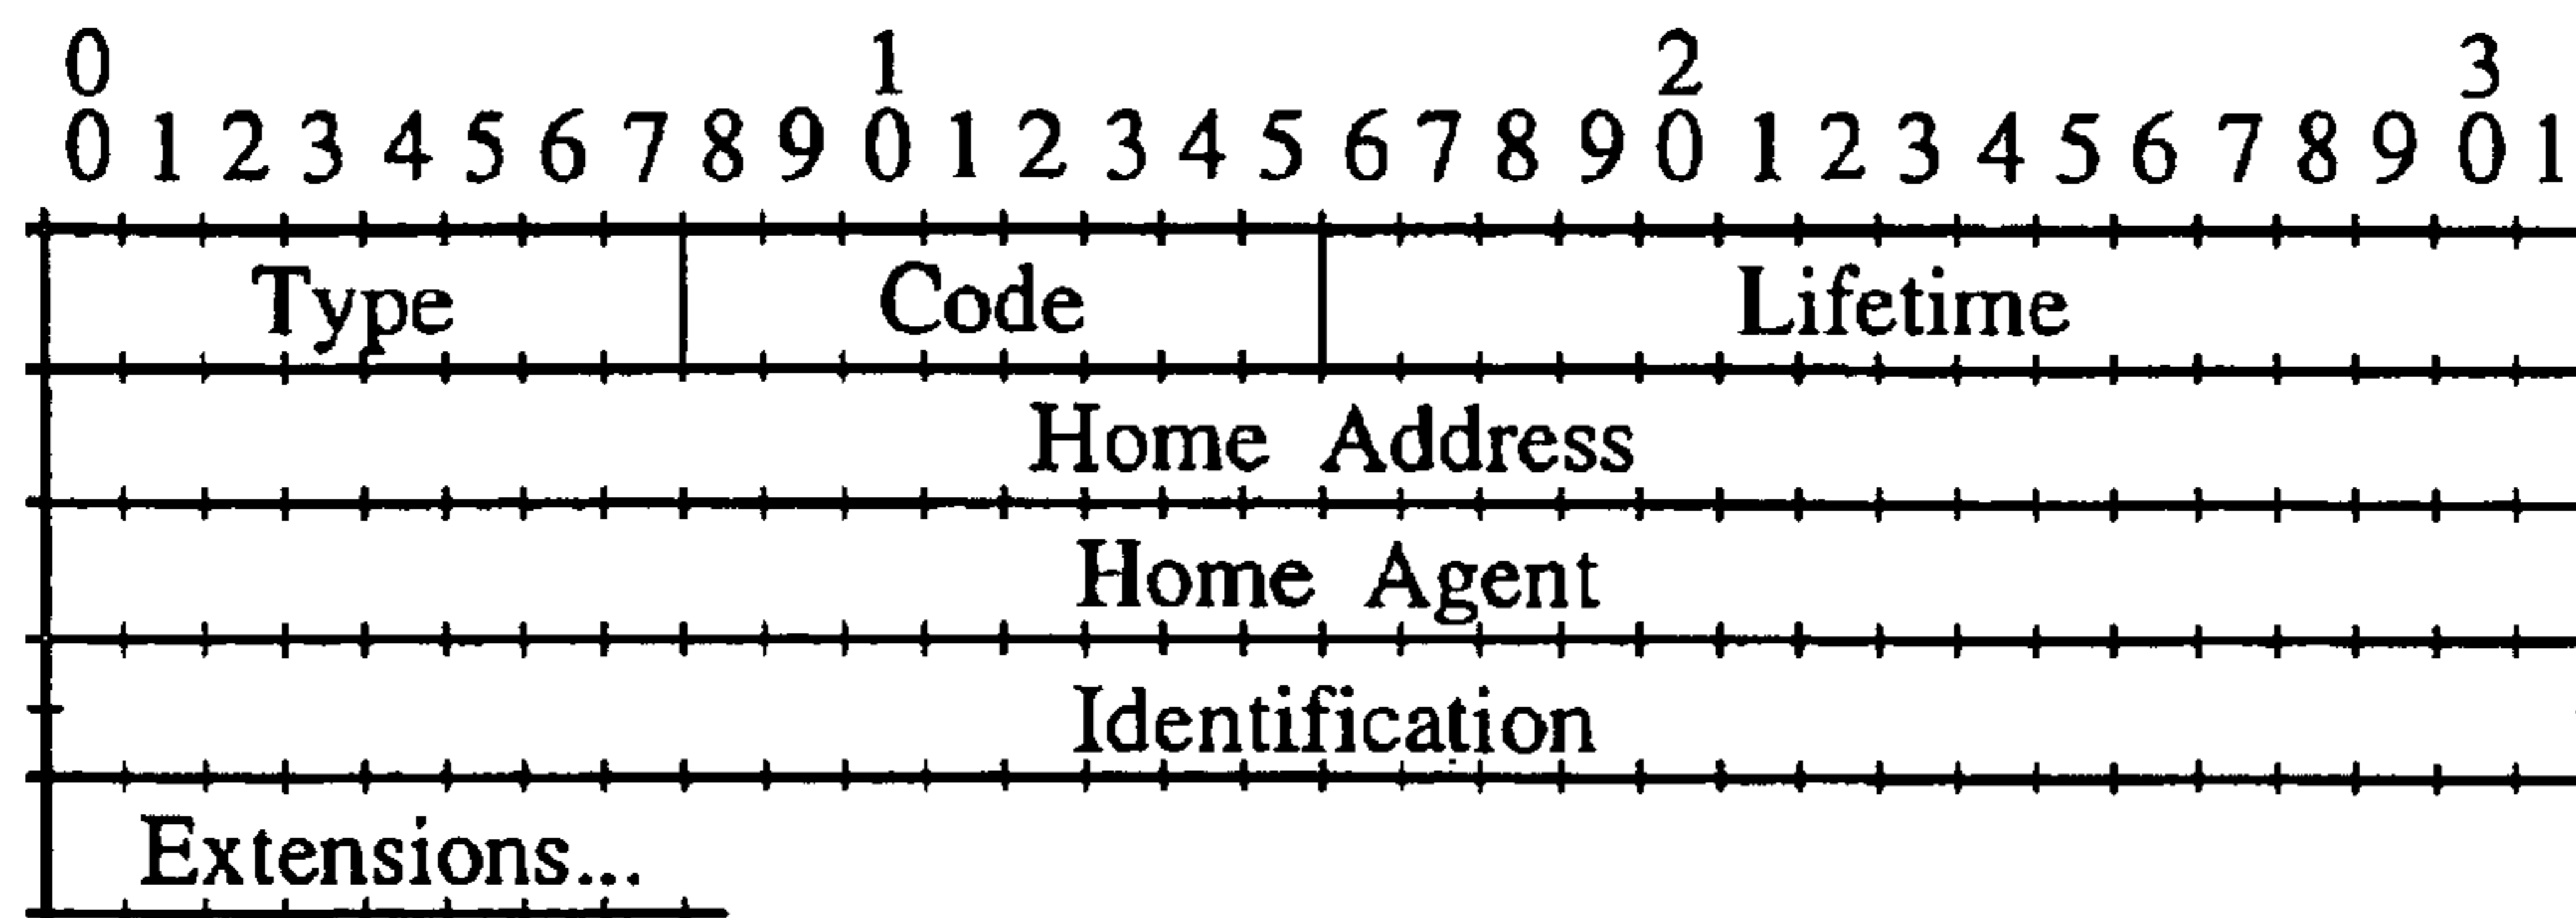 0 1 2 3
0 1 2 3 4 5 6 7 8 9 0 1 2 3 4 5 6 7 8 9 0 1 2 3 4 5 6 7 8 9 0 1
Type Code Lifetime
Home Address
Home Agent
Identification
Extensions...